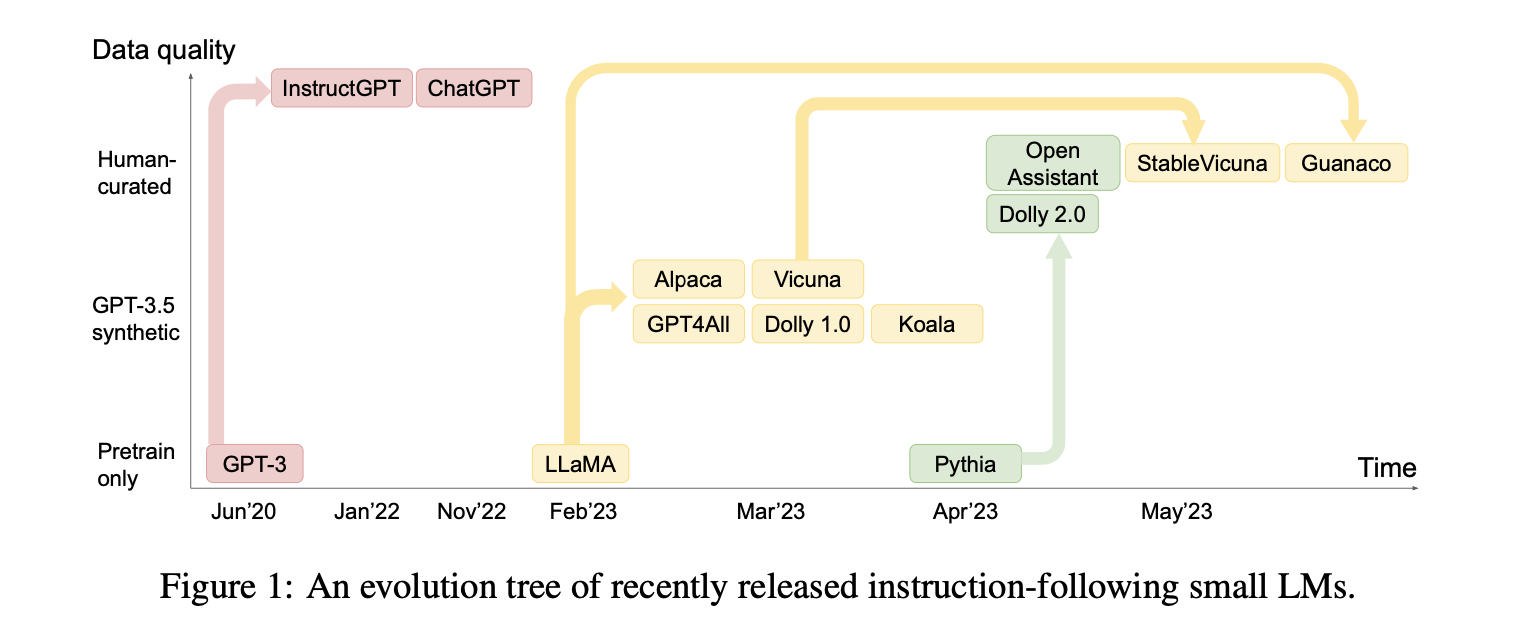 Data quality
InstructGPT
ChatGPT
Human-
curated
Open
Assistant
StableVicuna
Guanaco
Dolly 2.0
GPT-3.5
synthetic
Alpaca
Vicuna
GPT4All
Dolly 1.0
Koala
Pretrain
only
GPT-3
LLaMA
Pythia
Time
Jun’20
Jan’22
Nov’22
Feb’23
Mar’23
Apr’23
May’23
Figure 1: An evolution tree of recently released instruction-following small LMs.